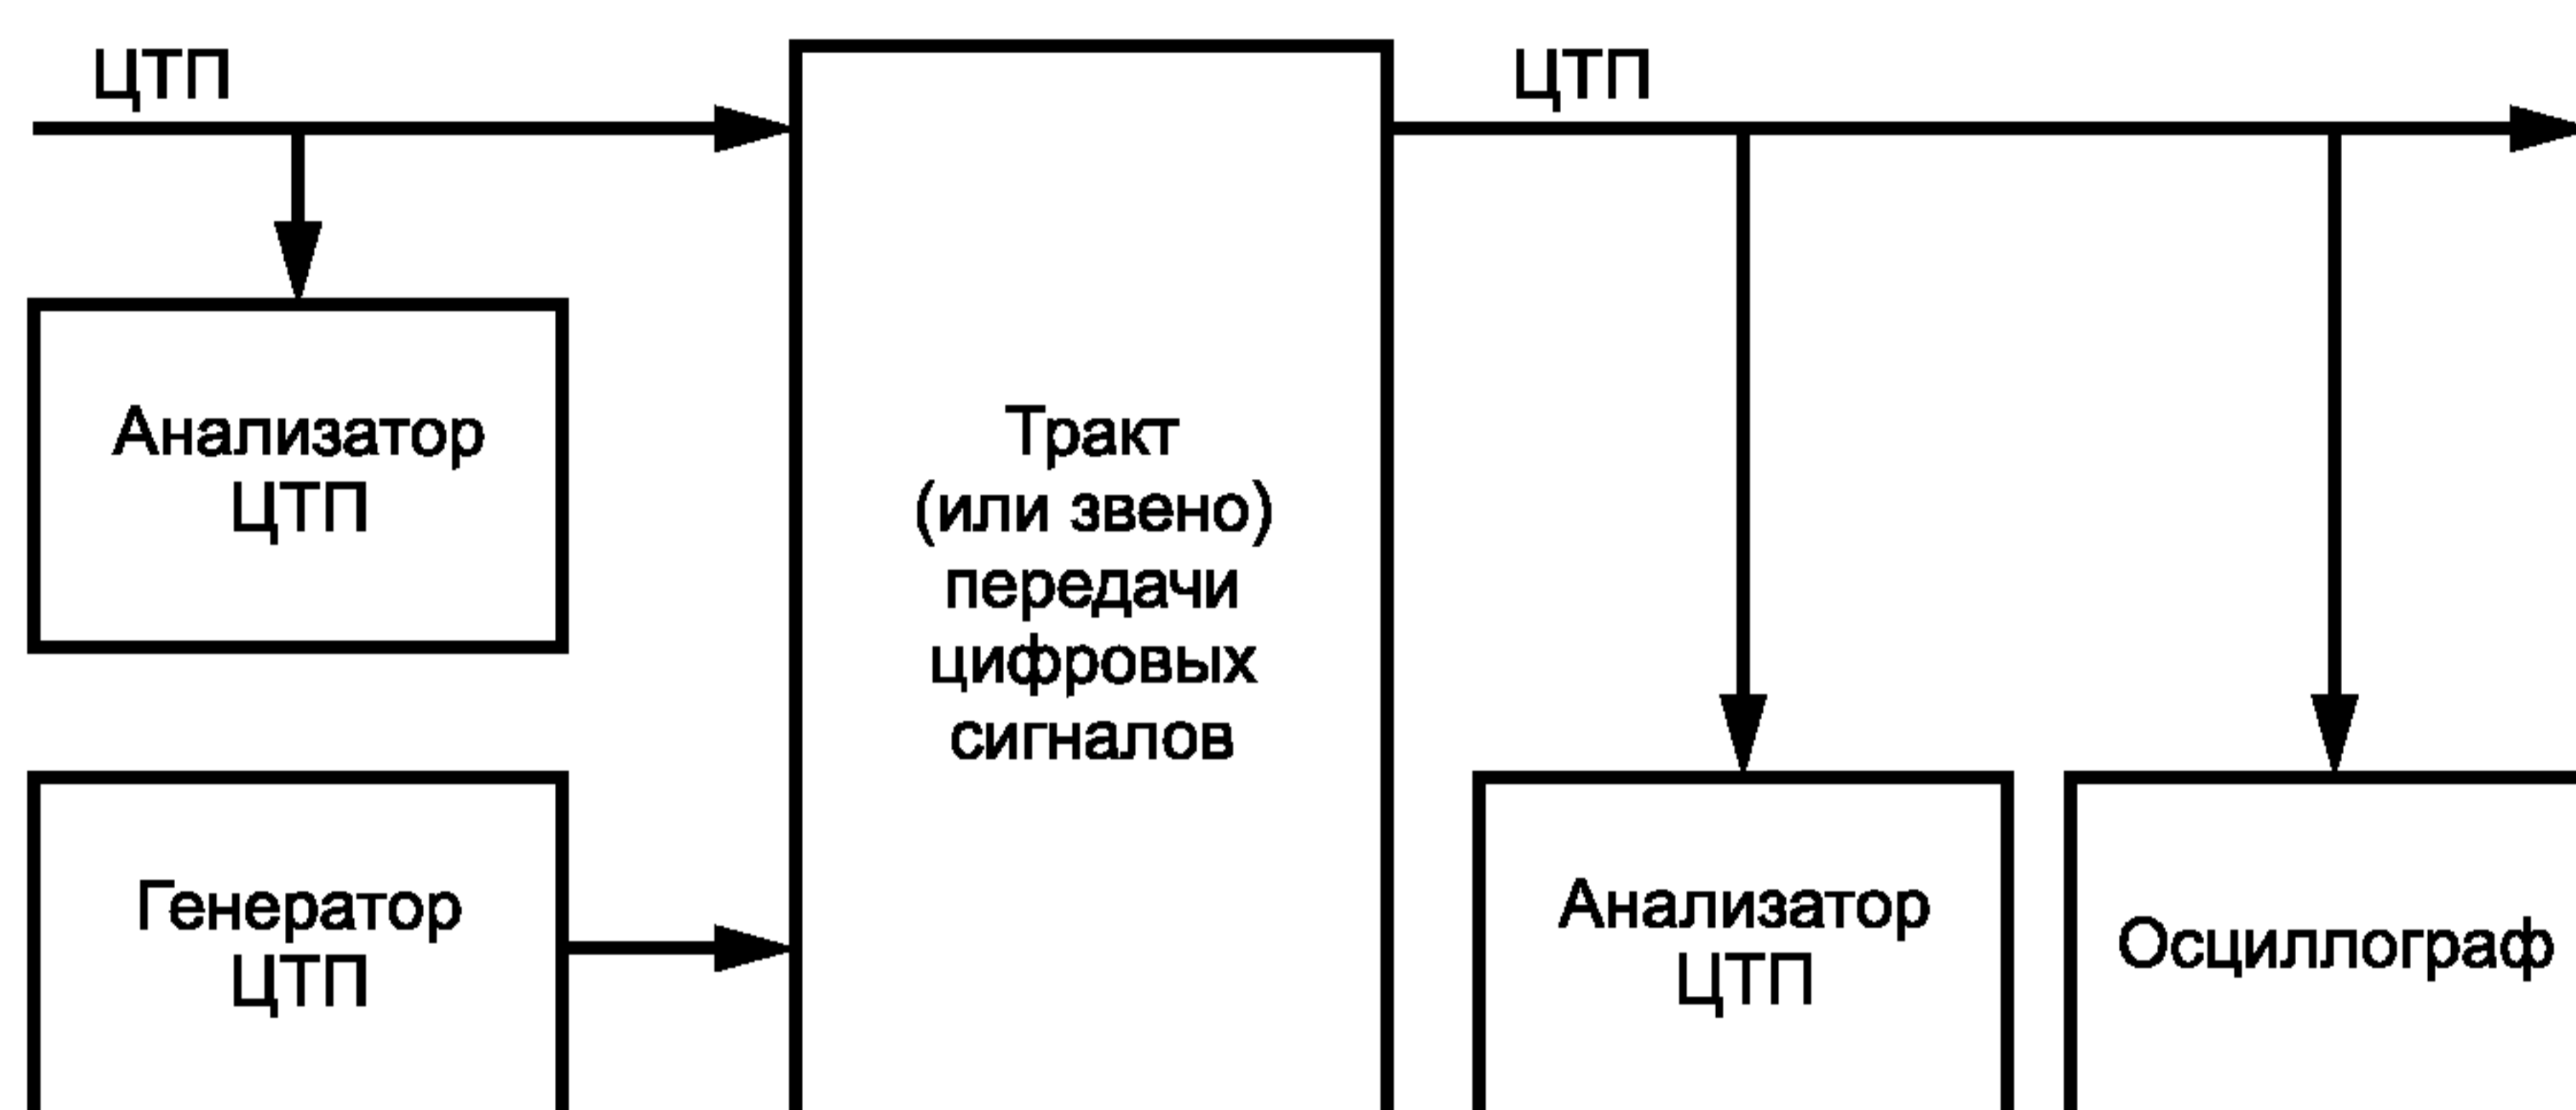 ЦТП
ЦТП
Анализатор
ЦТП
Тракт
(или звено)
передачи
цифровых
сигналов
Генератор
ЦТП
Анализатор
ЦТП
Осциллограф